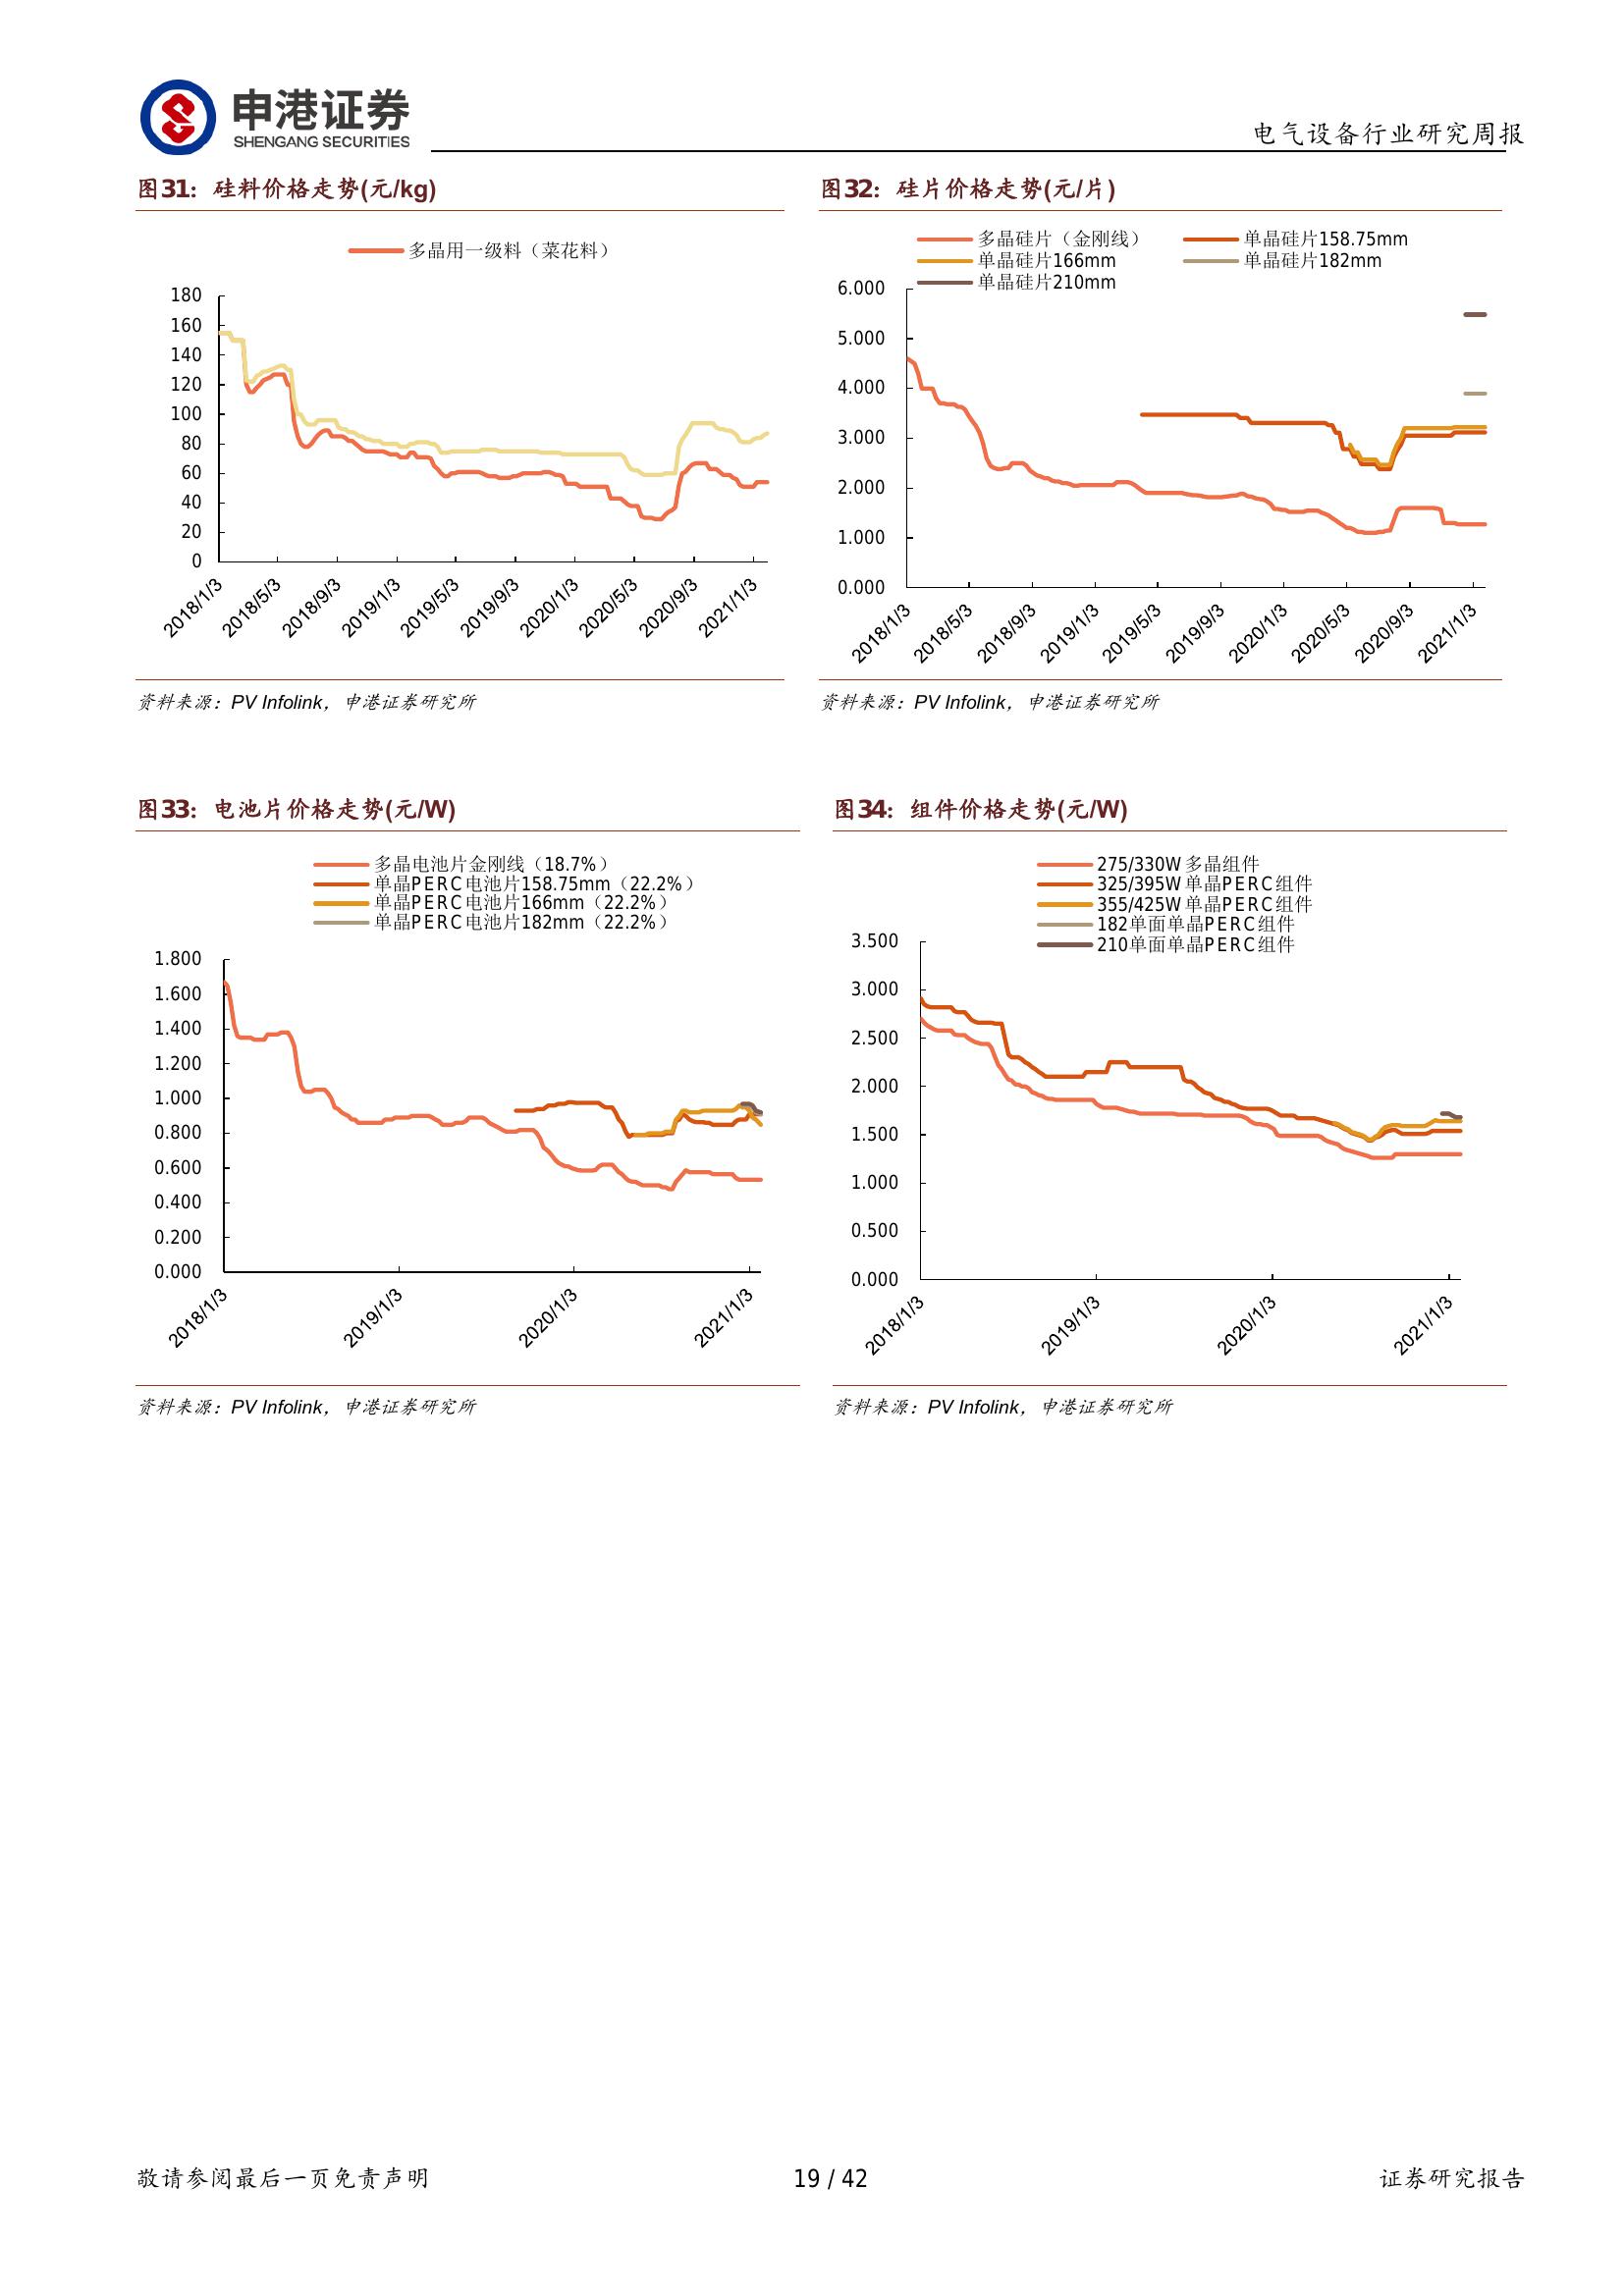 申港证券
SHENGANG SECURITIES
电气设备行业研究周报
图31：硅料价格走势(元/kg)
多晶用一级料（菜花料）
180
160
140
120
100
80
60
40
20
0
2018/1/3
2018/5/3
2018/9/3
2019/1/3
2019/5/3
2019/9/3
2020/1/3
2020/5/3
2020/9/3
2021/1/3
资料来源：PV Infolink，申港证券研究所
图32：硅片价格走势(元/片)
多晶硅片（金刚线）
单晶硅片158.75mm
单晶硅片166mm
单晶硅片182mm
单晶硅片210mm
6.000
5.000
4.000
3.000
2.000
1.000
0.000
2018/1/3
2018/5/3
2018/9/3
2019/1/3
2019/5/3
2019/9/3
2020/1/3
2020/5/3
2020/9/3
2021/1/3
资料来源：PV Infolink，申港证券研究所
图33：电池片价格走势(元/W)
多晶电池片金刚线（18.7%）
单晶PERC电池片158.75mm（22.2%）
单晶PERC电池片166mm（22.2%）
单晶PERC电池片182mm（22.2%）
1.800
1.600
1.400
1.200
1.000
0.800
0.600
0.400
0.200
0.000
2018/1/3
2019/1/3
2020/1/3
2021/1/3
资料来源：PV Infolink，申港证券研究所
图34：组件价格走势(元/W)
275/330W多晶组件
325/395W单晶PERC组件
355/425W单晶PERC组件
182单面单晶PERC组件
210单面单晶PERC组件
3.500
3.000
2.500
2.000
1.500
1.000
0.500
0.000
2018/1/3
2019/1/3
2020/1/3
2021/1/3
资料来源：PV Infolink，申港证券研究所
敬请参阅最后一页免责声明
19 / 42
证券研究报告